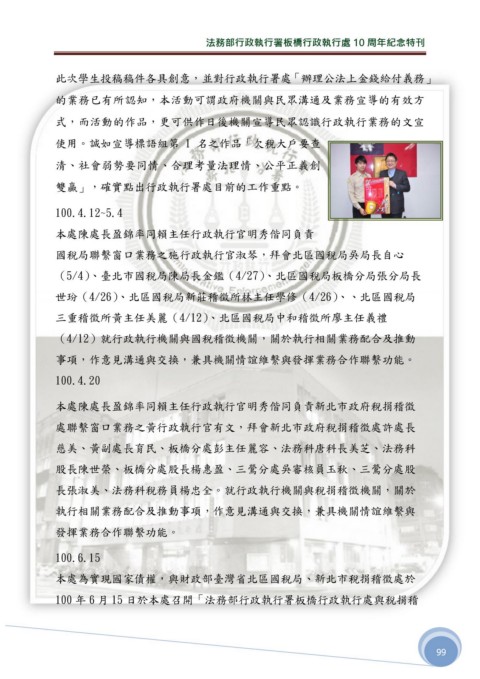 法務部行政執行署板橋行政執行處 10 周年紀念特刊
此次學生投稿稿件各具創意，並對行政執行署處「辦理公法上金錢給付義務」
的業務已有所認知，本活動可謂政府機關與民眾溝通及業務宣導的有效方
式，而活動的作品，更可供作日後機關宣導民眾認識行政執行業務的文宣
使用。誠如宣導標語組第 1 名之作品「欠稅大戶要查
清、社會弱勢要同情、合理考量法理情、公平正義創
雙贏」，確實點出行政執行署處目前的工作重點。
100.4.12~5.4
本處陳處長盈錦率同賴主任行政執行官明秀偕同負責
國稅局聯繫窗口業務之施行政執行官淑琴，拜會北區國稅局吳局長自心
（5/4）、臺北市國稅局陳局長金鑑（4/27）、北區國稅局板橋分局張分局長
世玢（4/26）、北區國稅局新莊稽徵所林主任學修（4/26）、、北區國稅局
三重稽徵所黃主任美麗（4/12）、北區國稅局中和稽徵所廖主任義禮
（4/12）就行政執行機關與國稅稽徵機關，關於執行相關業務配合及推動
事項，作意見溝通與交換，兼具機關情誼維繫與發揮業務合作聯繫功能。
100.4.20
本處陳處長盈錦率同賴主任行政執行官明秀偕同負責新北市政府稅捐稽徵
處聯繫窗口業務之黃行政執行官有文，拜會新北市政府稅捐稽徵處許處長
慈美、黃副處長育民、板橋分處彭主任麗容、法務科唐科長美芝、法務科
股長陳世榮、板橋分處股長楊惠盈、三鶯分處吳審核員玉秋、三鶯分處股
長張淑美、法務科稅務員楊忠全。就行政執行機關與稅捐稽徵機關，關於
執行相關業務配合及推動事項，作意見溝通與交換，兼具機關情誼維繫與
發揮業務合作聯繫功能。
100.6.15
本處為實現國家債權，與財政部臺灣省北區國稅局、新北市稅捐稽徵處於
100 年 6 月 15 日於本處召開「法務部行政執行署板橋行政執行處與稅捐稽
99